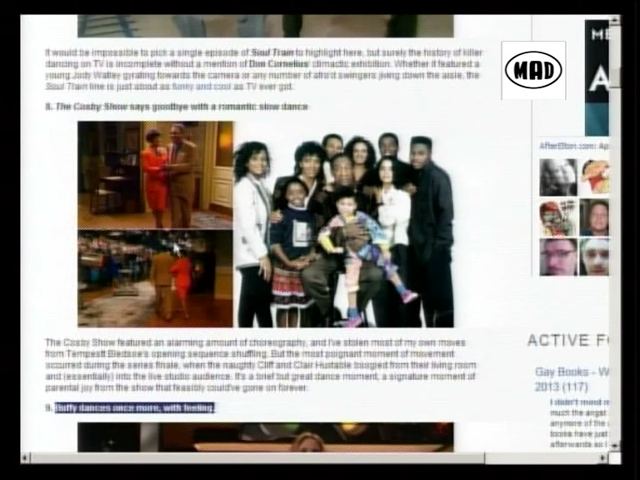 It would be impossible to pick a single episode of Soul Train to highlight here, but surely the history of killer
dancing on TV is incomplete without a mention of Don Cornelius' climactic exhibition. Whether it featured a
young Jody Watley gyrating towards the camera or any number of afro'd swingers jiving down the aisle, the
Soul Train line is just about as funny and cool as TV ever got.
MAD
8. The Cosby Show says goodbye with a romantic slow dance
AfterElton.com: Ap
The Cosby Show featured an alarming amount of choreography, and I've stolen most of my own moves
from Tempestt Bledsoe's opening sequence shuffling. But the most poignant moment of movement
occurred during the series finale, when the naughty Cliff and Clair Huxtable boogied from their living room
and (essentially) into the live studio audience. It's a brief but great dance moment, a signature moment of
parental joy from the show that feasibly could've gone on forever.
9. Buffy dances once more, with feeling.
ME
A
ACTIVE FO
Gay Books - W
2013 (117)
I didn't mind m
much the angst
anymore of the
books have just
afterwards as I